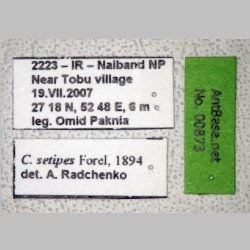 2223 – IR – Naiband NP
Near Tobu village
19.VII.2007
27 18 N, 52 48 E, 6 m
leg. Omid Paknia
C. setipes Forel, 1894
det. A. Radchenko
AntBase.net
No. 00873